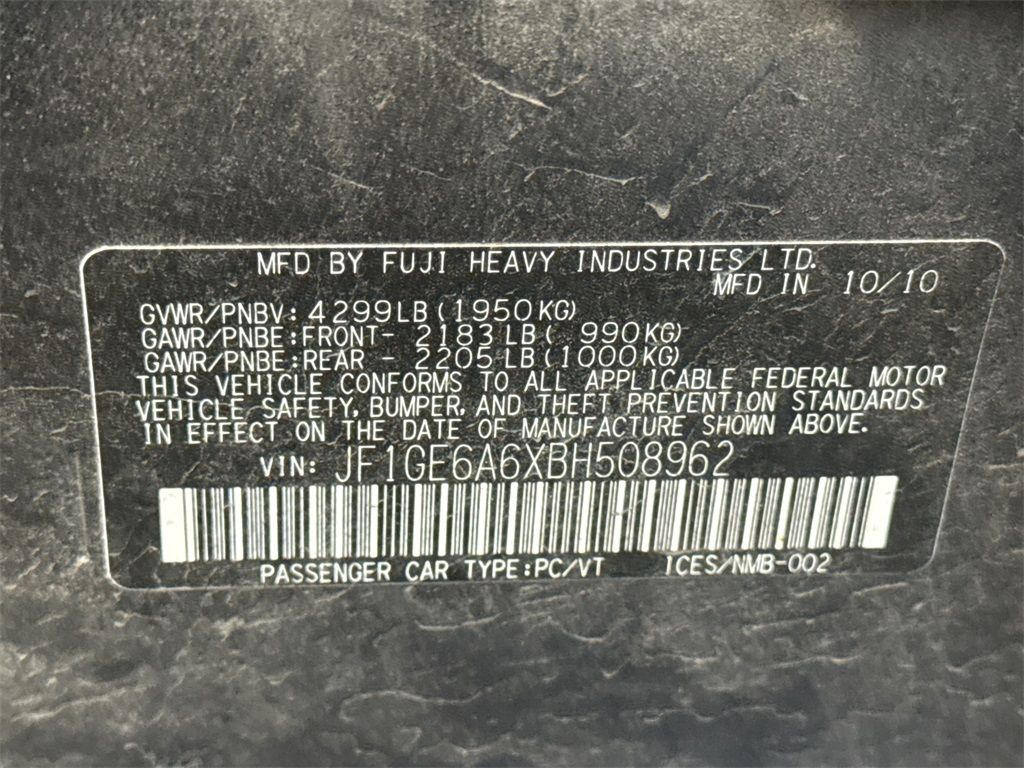 MFD BY FUJI HEAVY INDUSTRIES LTD.
MFD IN 10/10
GVWR/PNBV: 4299LB (1950KG)
GAWR/PNBE:FRONT- 2183LB ( 990KG)
GAWR/PNBE:REAR - 2205LB (1000KG)
THIS VEHICLE CONFORMS TO ALL APPLICABLE FEDERAL MOTOR
VEHICLE SAFETY, BUMPER, AND THEFT PREVENTION STANDARDS
IN EFFECT ON THE DATE OF MANUFACTURE SHOWN ABOVE.
VIN: JF1GE6A6XBH508962
PASSENGER CAR TYPE:PC/VT ICES/NMB-002